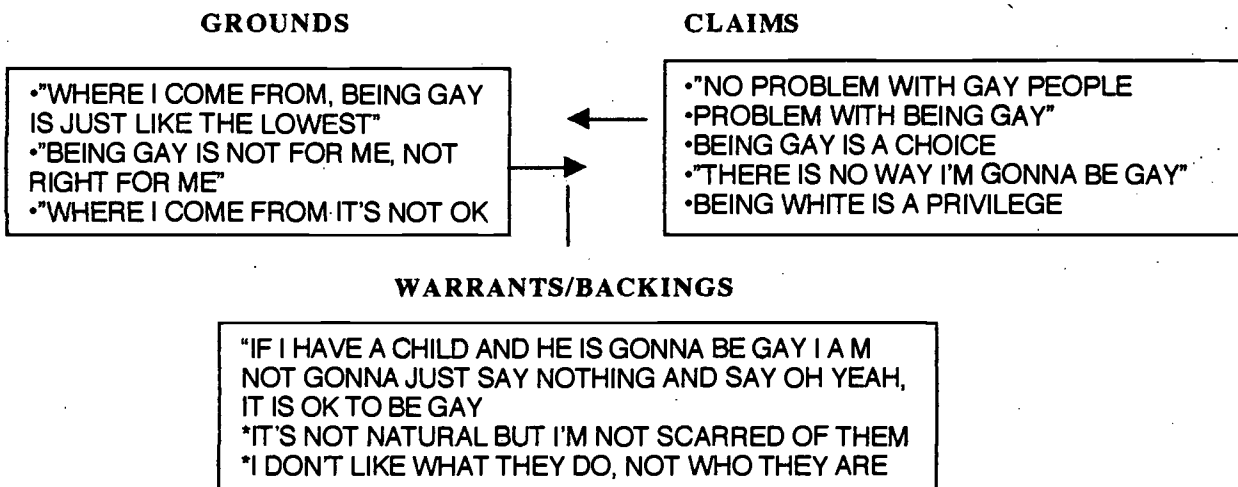 GROUNDS
CLAIMS
•"WHERE I COME FROM, BEING GAY
IS JUST LIKE THE LOWEST"
•"BEING GAY IS NOT FOR ME, NOT
RIGHT FOR ME"
•"WHERE I COME FROM IT'S NOT OK
•"NO PROBLEM WITH GAY PEOPLE
•PROBLEM WITH BEING GAY"
•BEING GAY IS A CHOICE
•"THERE IS NO WAY I'M GONNA BE GAY"
•BEING WHITE IS A PRIVILEGE
WARRANTS/BACKINGS
"IF I HAVE A CHILD AND HE IS GONNA BE GAY I A M
NOT GONNA JUST SAY NOTHING AND SAY OH YEAH,
IT IS OK TO BE GAY
*IT'S NOT NATURAL BUT I'M NOT SCARRED OF THEM
*I DON'T LIKE WHAT THEY DO, NOT WHO THEY ARE